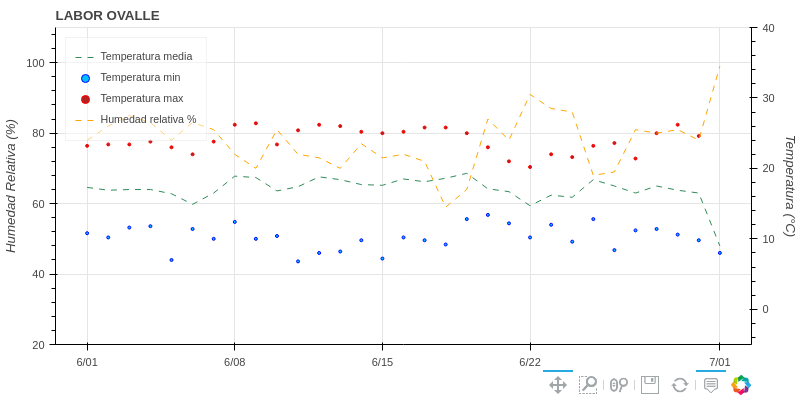 LABOR OVALLE
Temperatura media
Temperatura min
Temperatura max
Humedad relativa %
Humedad Relativa (%)
100
80
60
40
20
Temperatura (°C)
40
30
20
10
0
6/01 6/08 6/15 6/22 7/01